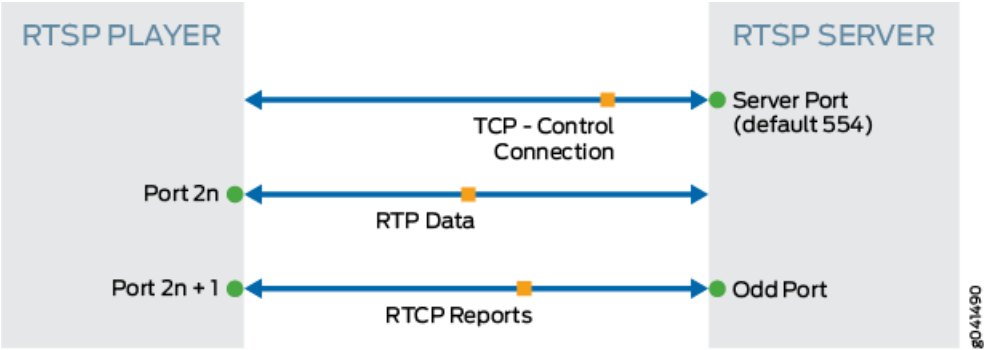 RTSP PLAYER
RTSP SERVER
Server Port
(default 554)
TCP - Control
Connection
Port 2n
RTP Data
Port 2n + 1
Odd Port
RTCP Reports
g041490